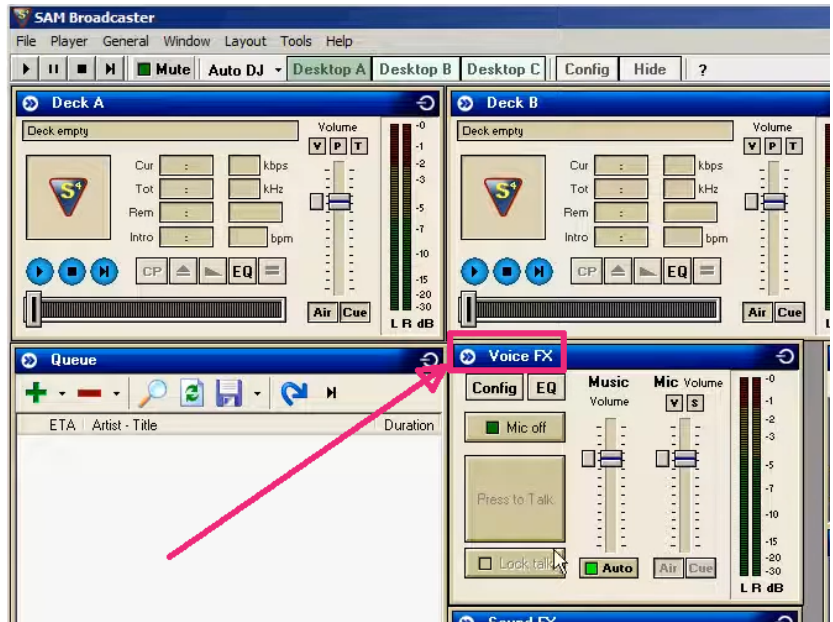 SAM Broadcaster
File Player General Window Layout Tools Help
Mute Auto DJ Desktop A Desktop B Desktop C Config Hide ?
Deck A
Deck empty
Volume
V P T
Cur : kbps
Tot : kHz
Rem :
Intro : bpm
CP EQ
Air Cue
-0
-1
-2
-3
-5
-7
-10
-15
-20
-30
L R dB
Deck B
Deck empty
Volume
V P T
Cur : kbps
Tot : kHz
Rem :
Intro : bpm
CP EQ
Air Cue
L
Queue
ETA Artist - Title Duration
Voice FX
Config EQ
Music
Volume
Mic Volume
V S
Mic off
Press to Talk
Lock talk
Auto
Air Cue
-0
-1
-2
-3
-5
-7
-10
-15
-20
-30
L R dB
Sound FX